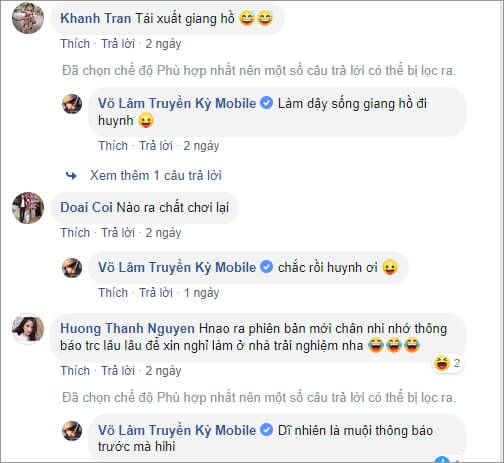 Khanh Tran Tái xuất giang hồ 😅😅
Thích · Trả lời · 2 ngày
Đã chọn chế độ Phù hợp nhất nên một số câu trả lời có thể bị lọc ra.
Võ Lâm Truyền Kỳ Mobile Làm dậy sống giang hồ đi
huynh 😛
Thích · Trả lời · 2 ngày
Xem thêm 1 câu trả lời
Doai Coi Nào ra chất chơi lại
Thích · Trả lời · 2 ngày
Võ Lâm Truyền Kỳ Mobile chắc rồi huynh ơi 😛
Thích · Trả lời · 1 ngày
Huong Thanh Nguyen Hnao ra phiên bản mới chân nhi nhớ thông
báo trc lâu lâu để xin nghỉ làm ở nhà trải nghiệm nha 😂😂😂
😆 2
Thích · Trả lời · 2 ngày
Đã chọn chế độ Phù hợp nhất nên một số câu trả lời có thể bị lọc ra.
Võ Lâm Truyền Kỳ Mobile Dĩ nhiên là muội thông báo
trước mà hihi